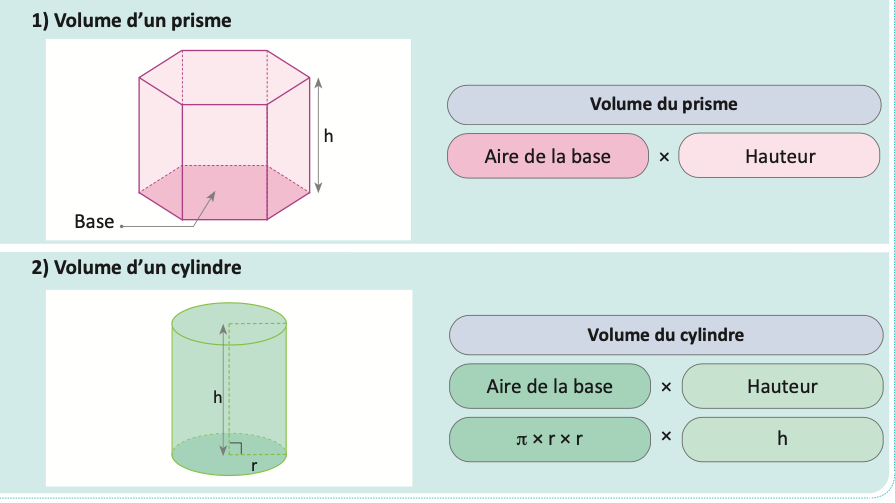 1) Volume d’un prisme
h
Base
Volume du prisme
Aire de la base × Hauteur
2) Volume d’un cylindre
h
r
Volume du cylindre
Aire de la base × Hauteur
π × r × r × h